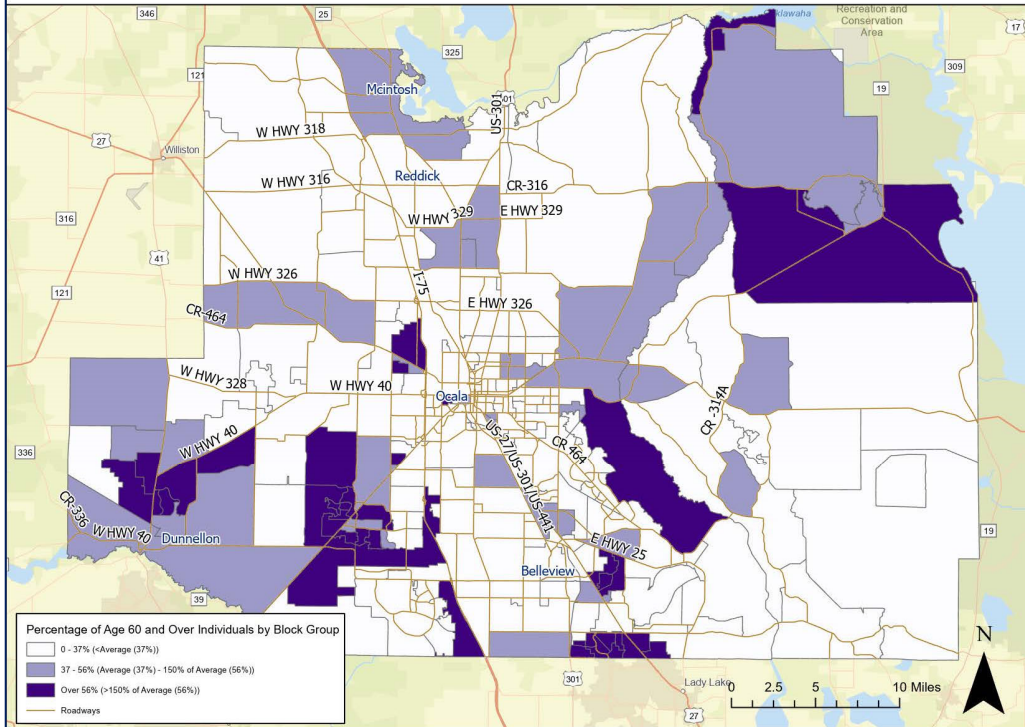 346
25
klawaha
Recreation and
Conservation
Area
17
325
121
309
Mcintosh
US-301
01
19
27
W HWY 318
Williston
Reddick
W HWY 316
CR-316
316
W HWY 329
E HWY 329
41
W HWY 326
I-75
121
E HWY 326
CR-464
W HWY 328
W HWY 40
Ocala
CR -314A
W HWY 40
US-27/US-301/US-441
CR 464
336
CR-336
W HWY 40
Dunnellon
E HWY 25
19
Belleview
39
Percentage of Age 60 and Over Individuals by Block Group
0 - 37% (<Average (37%))
37 - 56% (Average (37%) - 150% of Average (56%))
Over 56% (>150% of Average (56%))
Roadways
N
301
Lady Lake
27
0 2.5 5 10 Miles